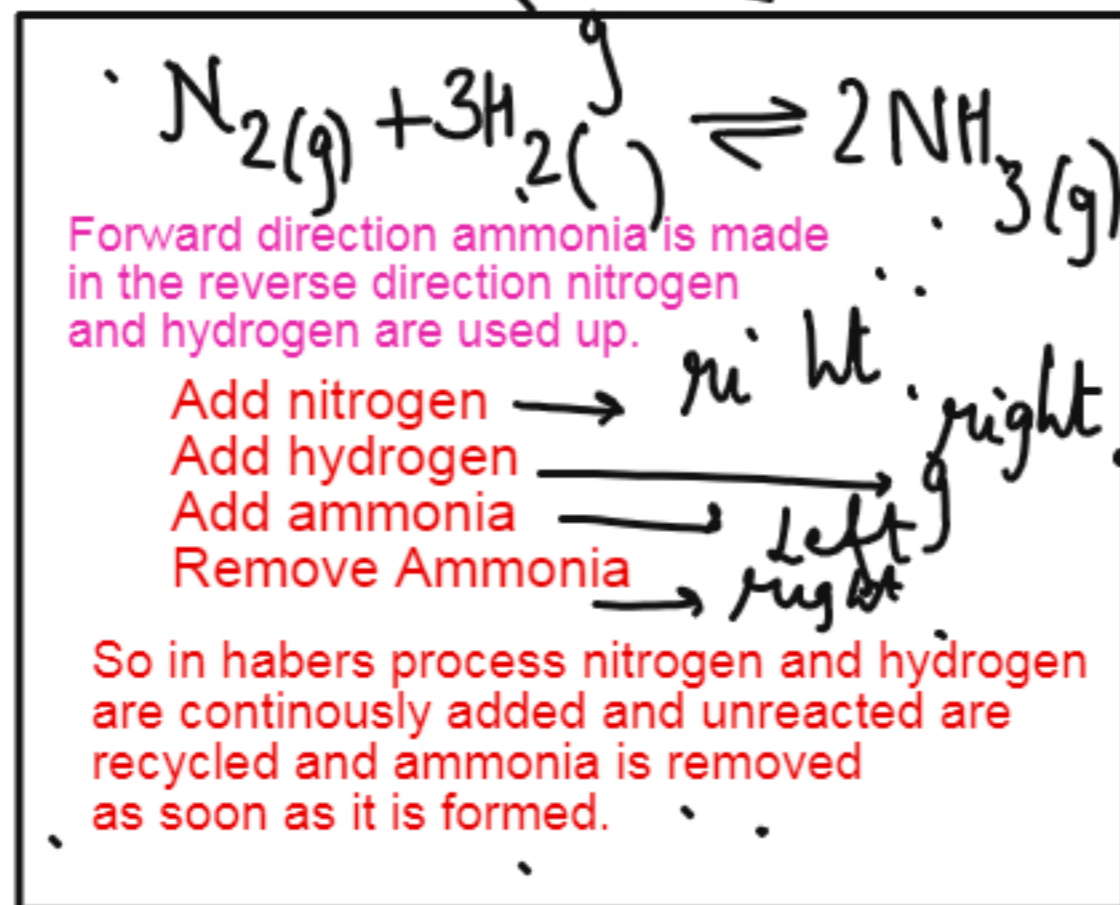 N2(g) + 3H2(g) ⇌ 2NH3(g)
Forward direction ammonia is made
in the reverse direction nitrogen
and hydrogen are used up.
Add nitrogen → ri ht
Add hydrogen → right.
Add ammonia → Left
Remove Ammonia → right
So in habers process nitrogen and hydrogen
are continously added and unreacted are
recycled and ammonia is removed
as soon as it is formed.